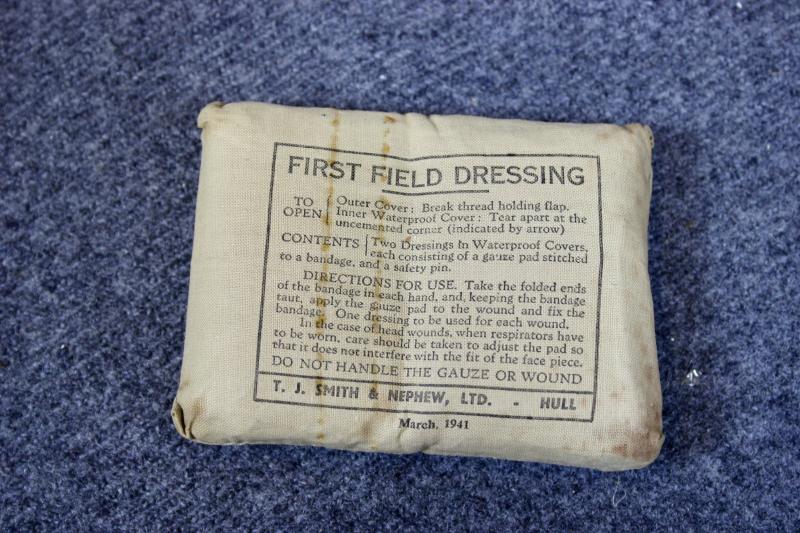 FIRST FIELD DRESSING
TO OPEN { Outer Cover: Break thread holding flap.
Inner Waterproof Cover: Tear apart at the
uncemented corner (indicated by arrow)
CONTENTS { Two Dressings In Waterproof Covers,
each consisting of a gauze pad stitched
to a bandage, and a safety pin.
DIRECTIONS FOR USE. Take the folded ends
of the bandage in each hand, and, keeping the bandage
taut, apply the gauze pad to the wound and fix the
bandage. One dressing to be used for each wound.
In the case of head wounds, when respirators have
to be worn, care should be taken to adjust the pad so
that it does not interfere with the fit of the face piece.
DO NOT HANDLE THE GAUZE OR WOUND
T. J. SMITH & NEPHEW, LTD. - HULL
March, 1941